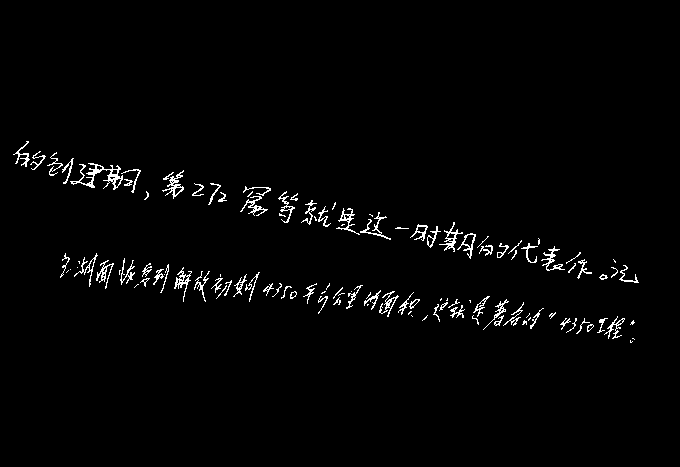 的创建期，第272窟等就是这一时期的代表作。记
湖面恢复到解放初期4350平方公里的面积，这就是著名的“4350工程”。